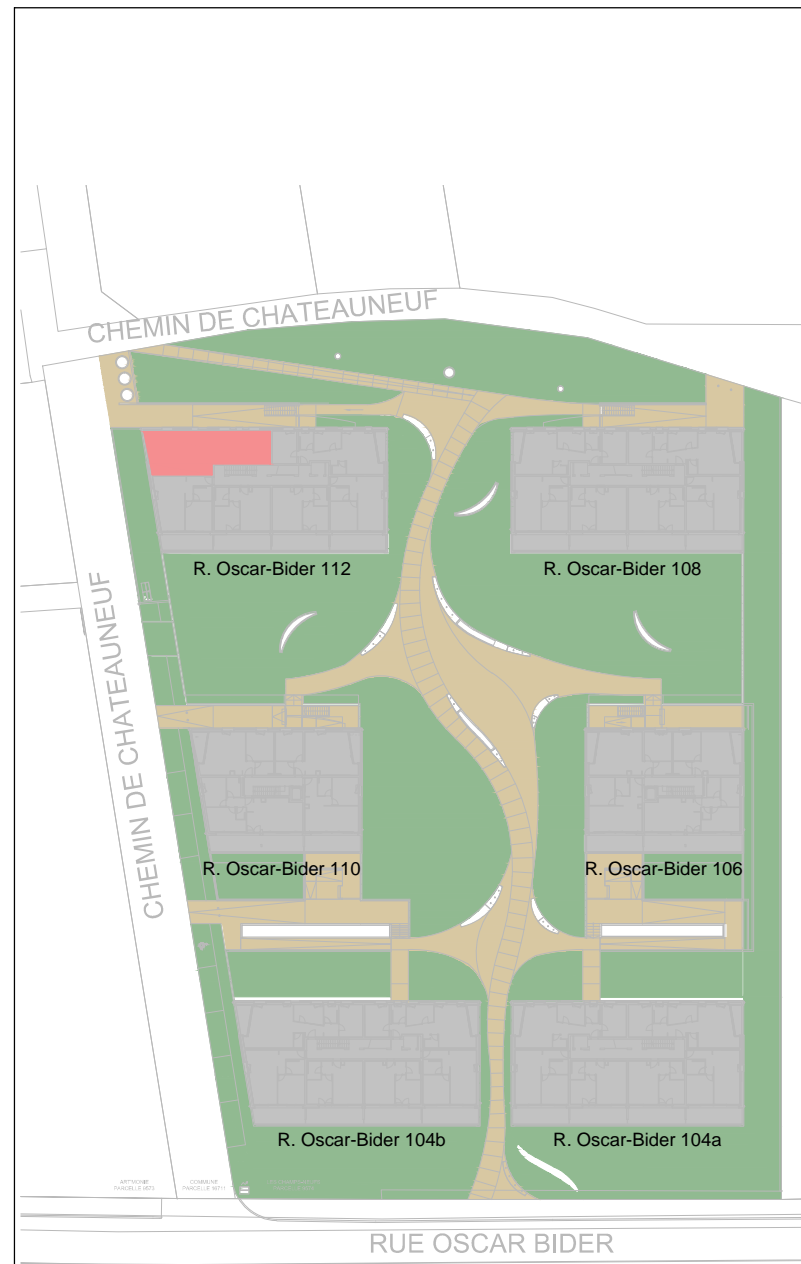 CHEMIN DE CHATEAUNEUF
R. Oscar-Bider 112
R. Oscar-Bider 108
CHEMIN DE CHATEAUNEUF
R. Oscar-Bider 110
R. Oscar-Bider 106
R. Oscar-Bider 104b
R. Oscar-Bider 104a
COMMUNE
RUE OSCAR BIDER